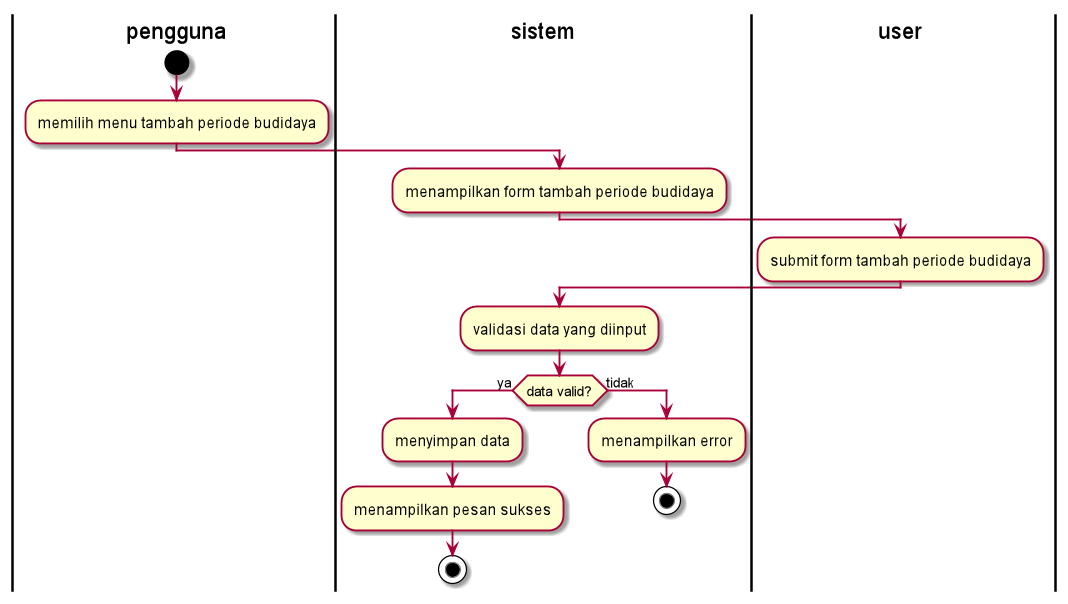 pengguna
sistem
user
memilih menu tambah periode budidaya
menampilkan form tambah periode budidaya
submit form tambah periode budidaya
validasi data yang diinput
ya
data valid?
tidak
menyimpan data
menampilkan error
menampilkan pesan sukses